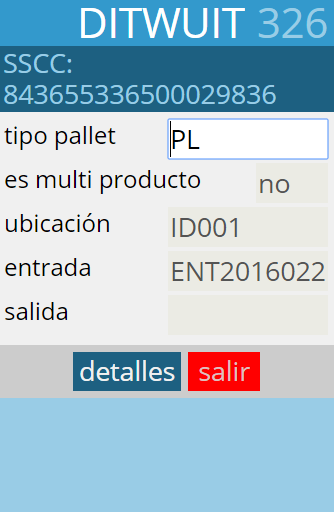 DITWUIT 326
SSCC:
843655336500029836
tipo pallet PL
es multi producto no
ubicación ID001
entrada ENT2016022
salida
detalles salir